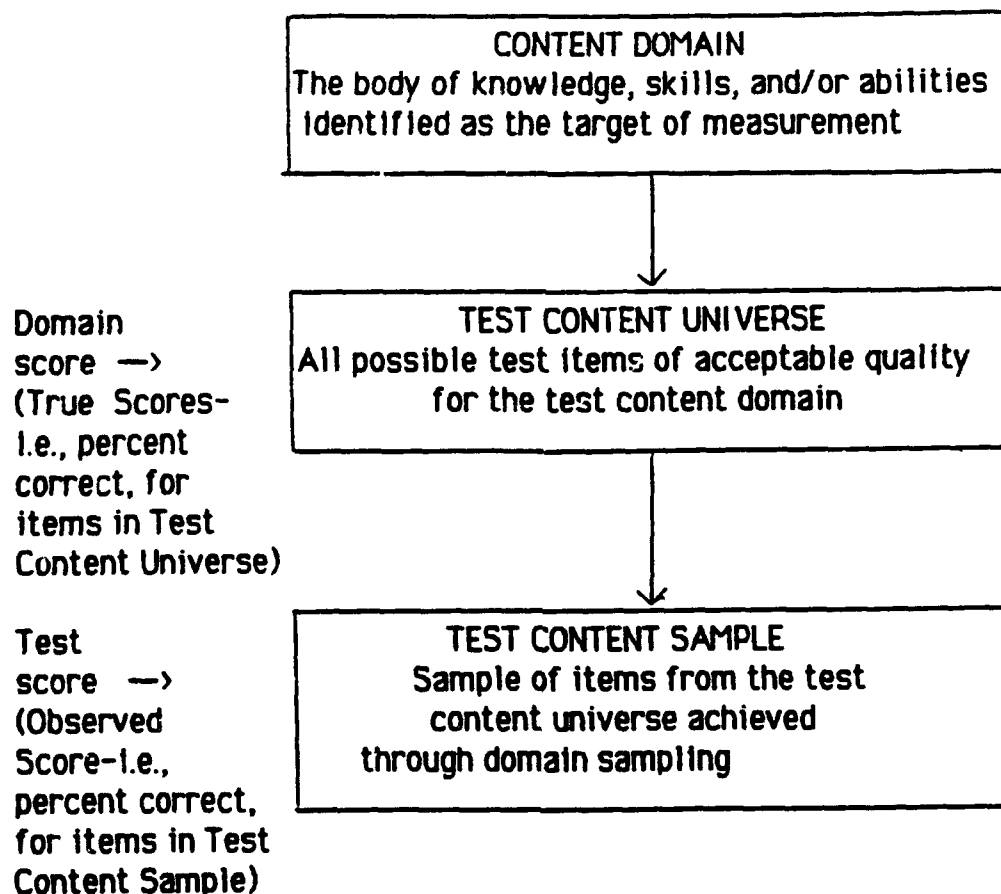 CONTENT DOMAIN
The body of knowledge, skills, and/or abilities
identified as the target of measurement
Domain
score —>
(True Scores-
i.e., percent
correct, for
items in Test
Content Universe)
TEST CONTENT UNIVERSE
All possible test items of acceptable quality
for the test content domain
Test
score —>
(Observed
Score-i.e.,
percent correct,
for items in Test
Content Sample)
TEST CONTENT SAMPLE
Sample of items from the test
content universe achieved
through domain sampling